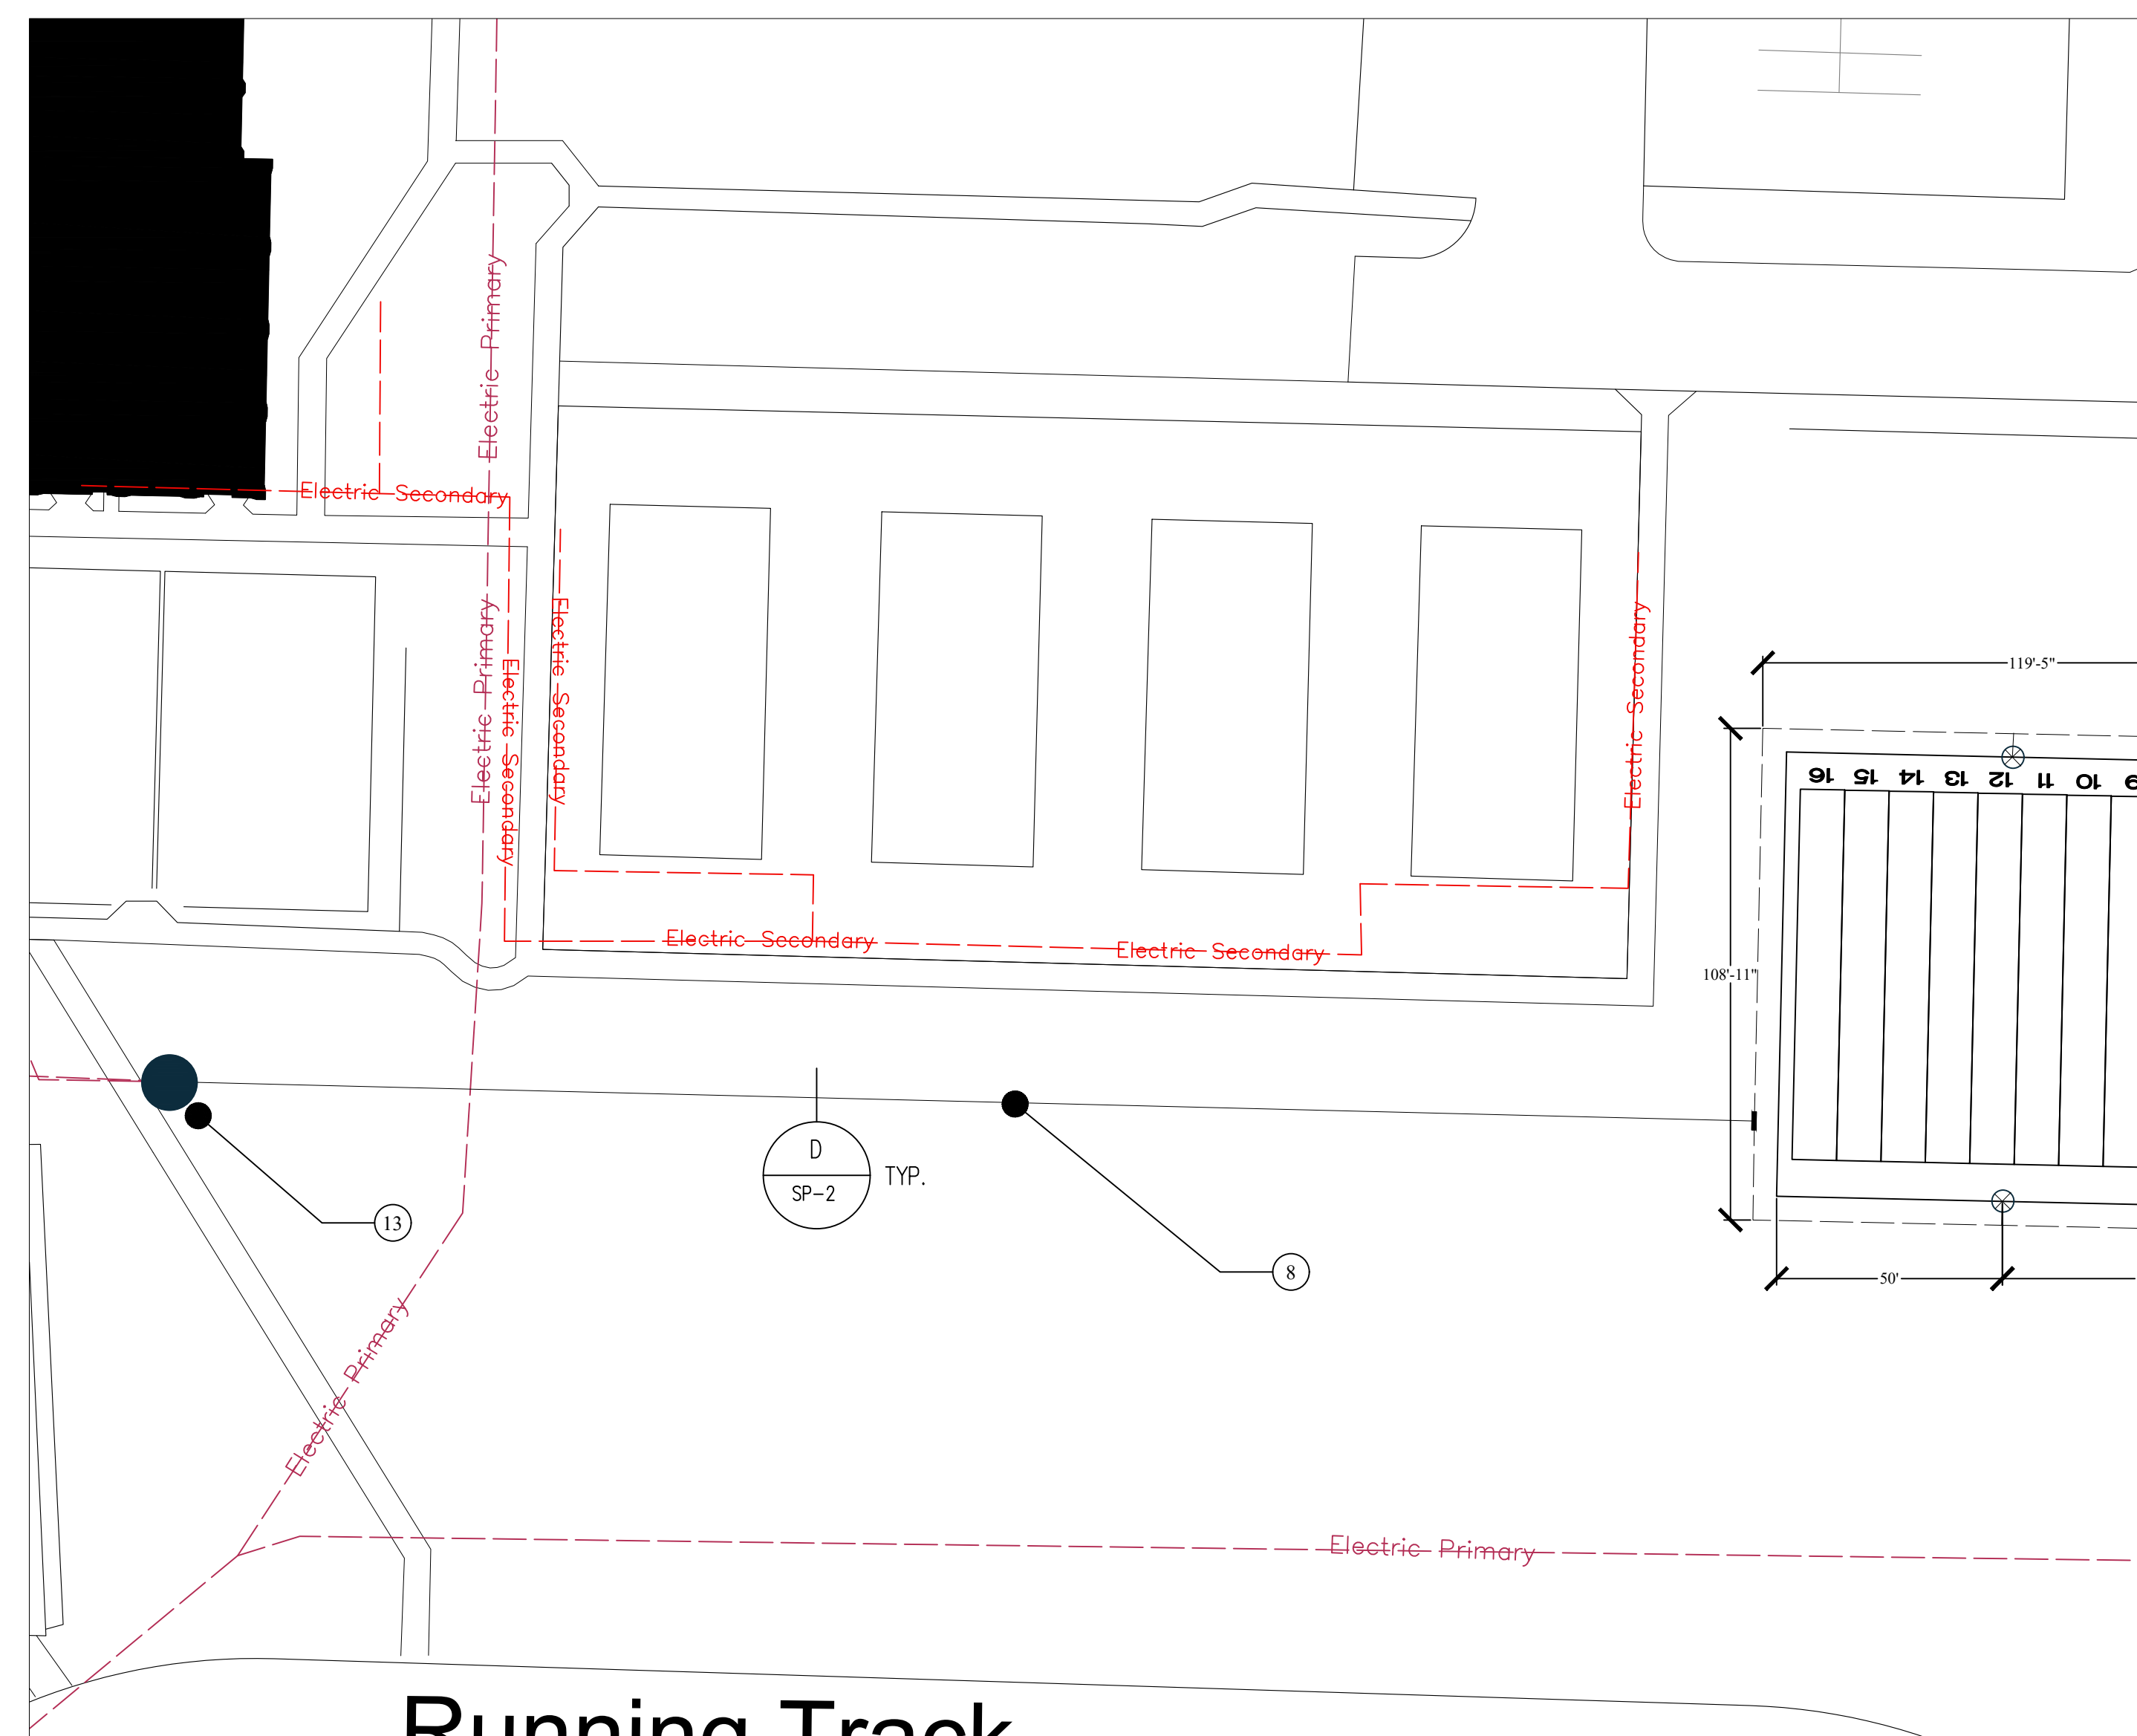 Electric Primary
Electric Primary
Electric Secondary
Electric Secondary
Electric Secondary
Electric Secondary
Electric Secondary
Electric Secondary
119'-5"
16 15 14 13 12 11 10 9
108'-11"
D
SP-2
TYP.
13
8
50'
Electric Primary
Electric Primary
Running Track